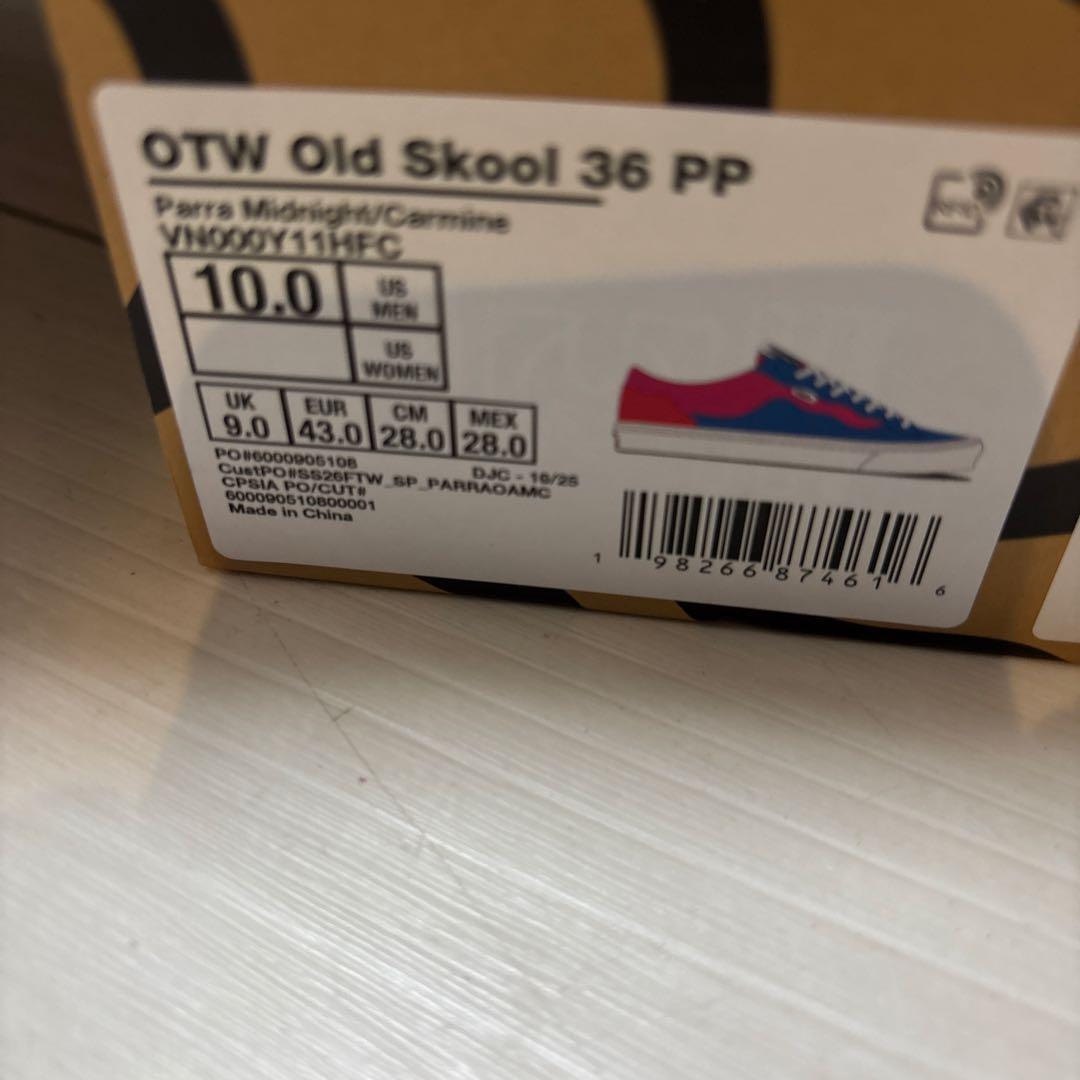 OTW Old Skool 36 PP
Parra Midnight/Carmine
VN000Y11HFC
10.0 US MEN
US WOMEN
UK 9.0 EUR 43.0 CM 28.0 MEX 28.0
PO#6000905108
DJC - 10/25
CustPO#SS26FTW_SP_PARRAOAMC
CPSIA PO/CUT#
600090510800001
Made in China
1 98266 87461 6